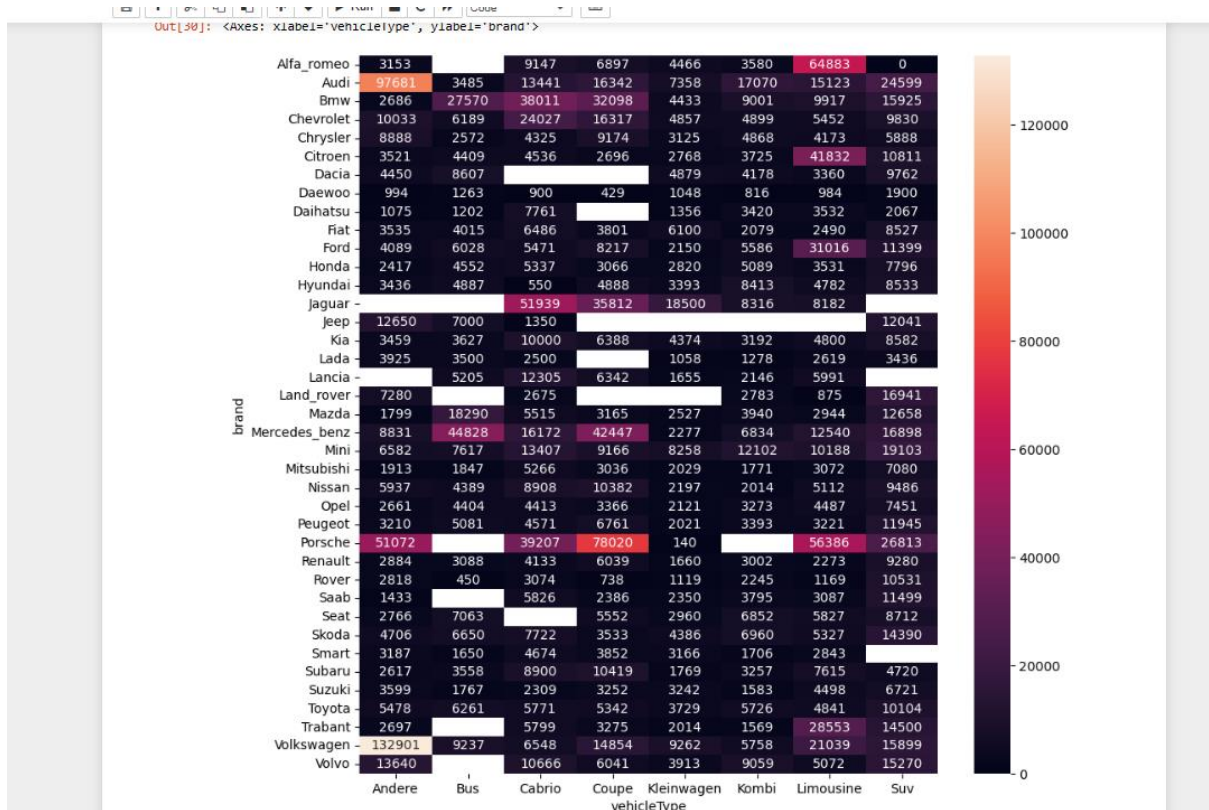 Run Code
Out[30]: <Axes: xlabel='vehicleType', ylabel='brand'>
Alfa_romeo 3153 9147 6897 4466 3580 64883 0
Audi 97681 3485 13441 16342 7358 17070 15123 24599
Bmw 2686 27570 38011 32098 4433 9001 9917 15925
Chevrolet 10033 6189 24027 16317 4857 4899 5452 9830
120000
Chrysler 8888 2572 4325 9174 3125 4868 4173 5888
Citroen 3521 4409 4536 2696 2768 3725 41832 10811
Dacia 4450 8607 4879 4178 3360 9762
Daewoo 994 1263 900 429 1048 816 984 1900
Daihatsu 1075 1202 7761 1356 3420 3532 2067
Fiat 3535 4015 6486 3801 6100 2079 2490 8527
100000
Ford 4089 6028 5471 8217 2150 5586 31016 11399
Honda 2417 4552 5337 3066 2820 5089 3531 7796
Hyundai 3436 4887 550 4888 3393 8413 4782 8533
Jaguar 51939 35812 18500 8316 8182
Jeep 12650 7000 1350 12041
Kia 3459 3627 10000 6388 4374 3192 4800 8582
80000
Lada 3925 3500 2500 1058 1278 2619 3436
Lancia 5205 12305 6342 1655 2146 5991
Land_rover 7280 2675 2783 875 16941
brand
Mazda 1799 18290 5515 3165 2527 3940 2944 12658
Mercedes_benz 8831 44828 16172 42447 2277 6834 12540 16898
Mini 6582 7617 13407 9166 8258 12102 10188 19103
60000
Mitsubishi 1913 1847 5266 3036 2029 1771 3072 7080
Nissan 5937 4389 8908 10382 2197 2014 5112 9486
Opel 2661 4404 4413 3366 2121 3273 4487 7451
Peugeot 3210 5081 4571 6761 2021 3393 3221 11945
Porsche 51072 39207 78020 140 56386 26813
Renault 2884 3088 4133 6039 1660 3002 2273 9280
40000
Rover 2818 450 3074 738 1119 2245 1169 10531
Saab 1433 5826 2386 2350 3795 3087 11499
Seat 2766 7063 5552 2960 6852 5827 8712
Skoda 4706 6650 7722 3533 4386 6960 5327 14390
Smart 3187 1650 4674 3852 3166 1706 2843
Subaru 2617 3558 8900 10419 1769 3257 7615 4720
20000
Suzuki 3599 1767 2309 3252 3242 1583 4498 6721
Toyota 5478 6261 5771 5342 3729 5726 4841 10104
Trabant 2697 5799 3275 2014 1569 28553 14500
Volkswagen 132901 9237 6548 14854 9262 5758 21039 15899
Volvo 13640 10666 6041 3913 9059 5072 15270
0
Andere Bus Cabrio Coupe Kleinwagen Kombi Limousine Suv
vehicleType